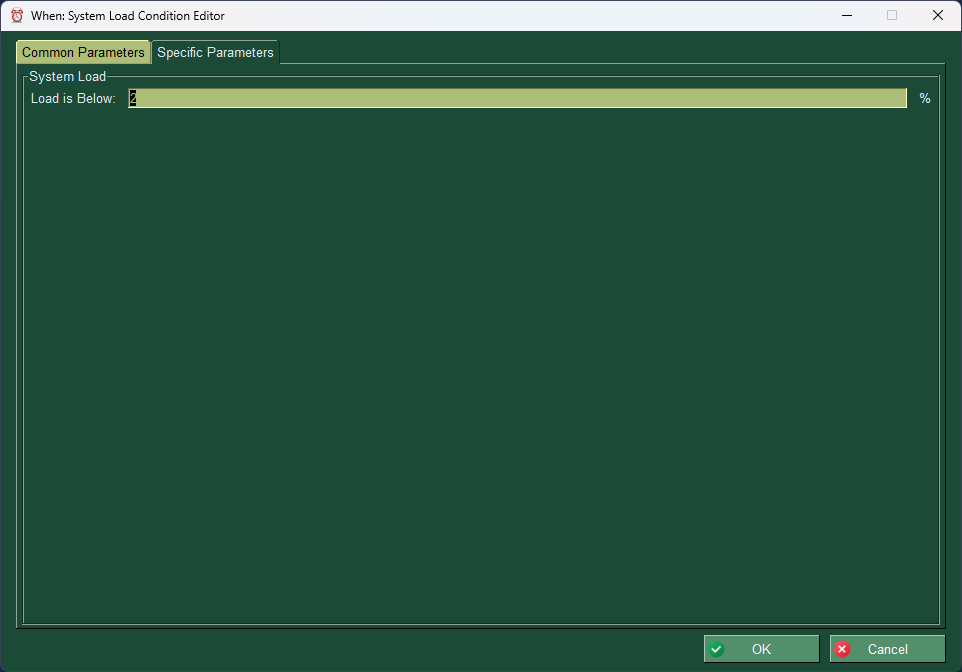 When: System Load Condition Editor
Common Parameters Specific Parameters
System Load
Load is Below: 2 %
OK Cancel